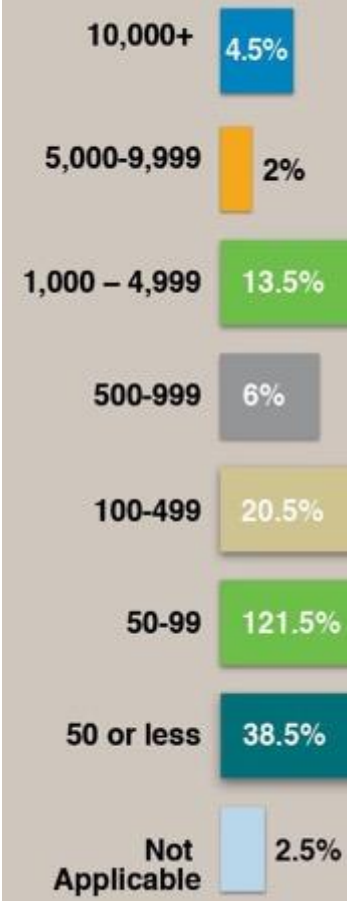 10,000+ 4.5%
5,000-9,999 2%
1,000 – 4,999 13.5%
500-999 6%
100-499 20.5%
50-99 121.5%
50 or less 38.5%
Not
Applicable 2.5%